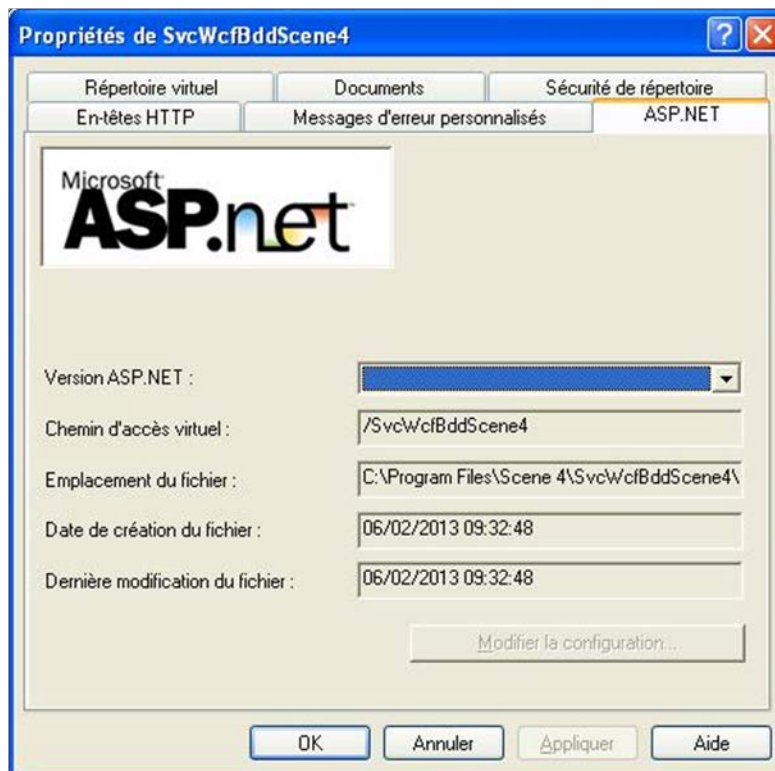 Propriétés de SvcWcfBddScene4
Répertoire virtuel
Documents
Sécurité de répertoire
En-têtes HTTP
Messages d'erreur personnalisés
ASP.NET
Microsoft
ASP.net
Version ASP.NET :
Chemin d'accès virtuel :
/SvcWcfBddScene4
Emplacement du fichier :
C:\Program Files\Scene 4\SvcWcfBddScene4\
Date de création du fichier :
06/02/2013 09:32:48
Dernière modification du fichier :
06/02/2013 09:32:48
Modifier la configuration...
OK
Annuler
Appliquer
Aide